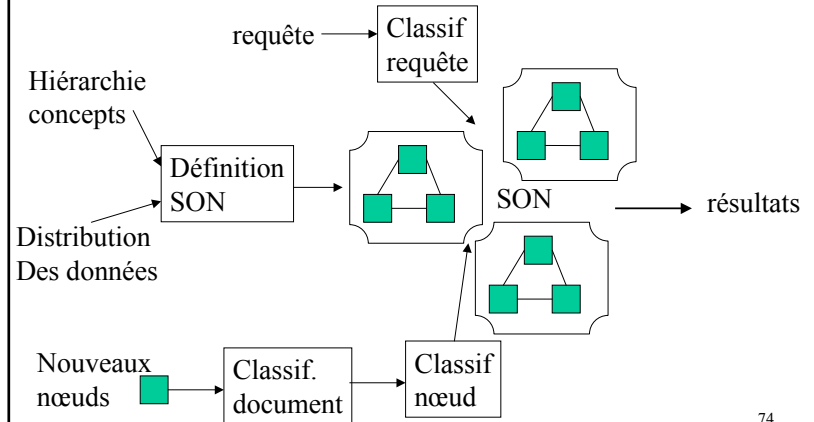 requête
Classif
requête
Hiérarchie
concepts
Définition
SON
SON
résultats
Distribution
Des données
Nouveaux
nœuds
Classif.
document
Classif
nœud
74